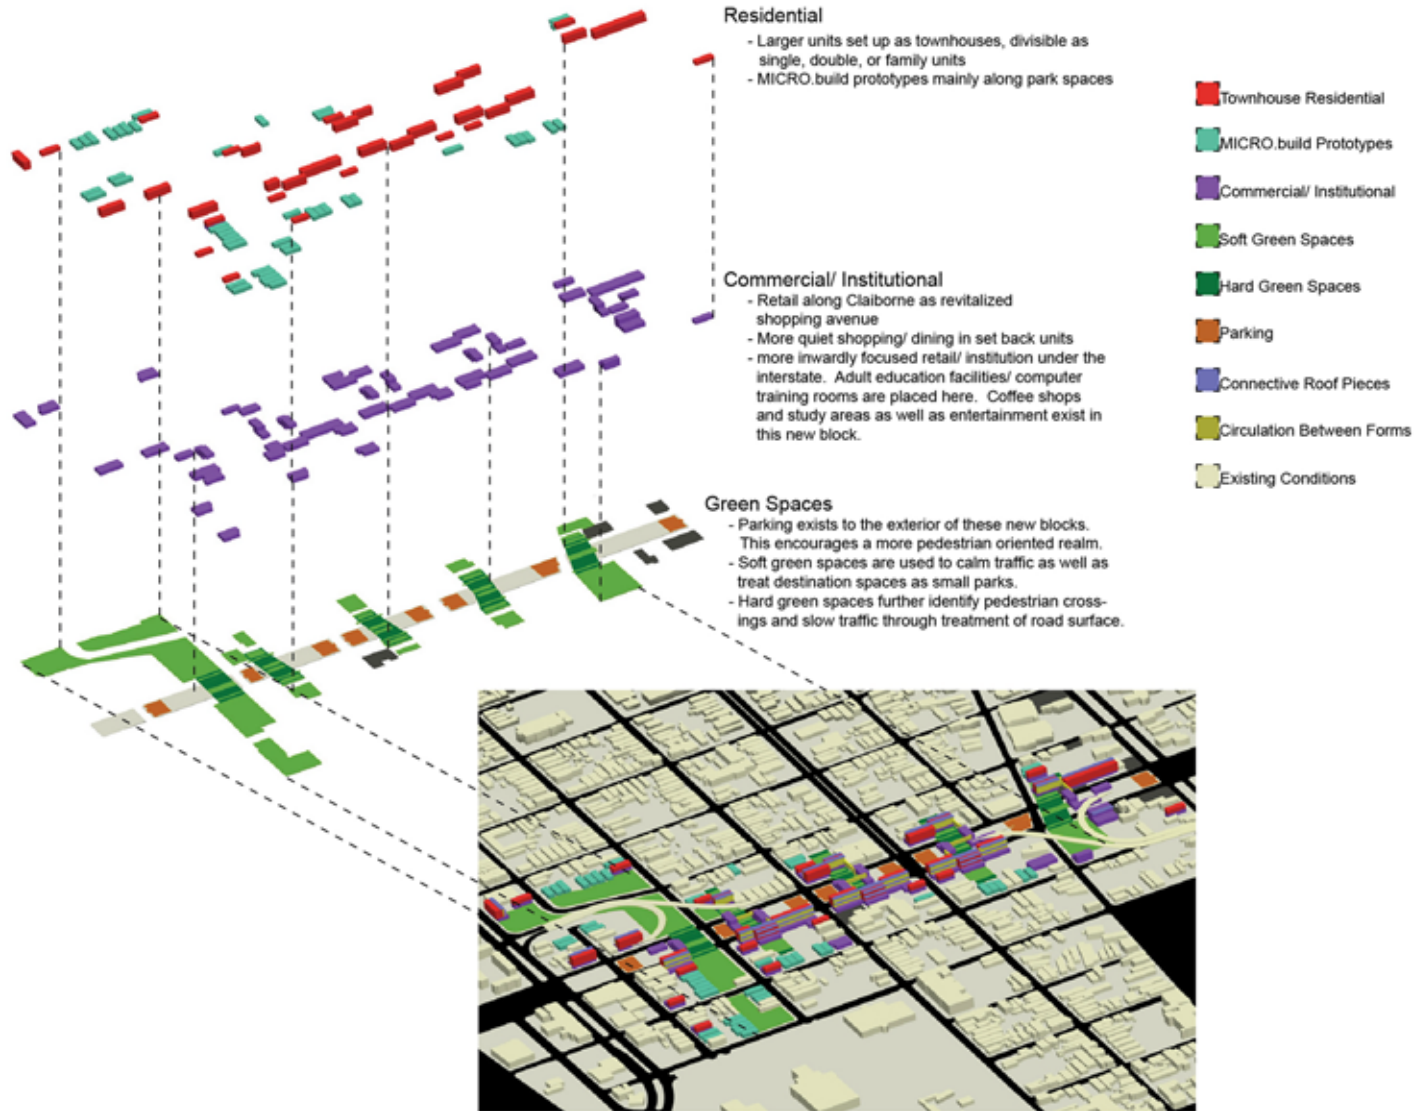 Residential
- Larger units set up as townhouses, divisible as
single, double, or family units
- MICRO.build prototypes mainly along park spaces
Commercial/ Institutional
- Retail along Claiborne as revitalized
shopping avenue
- More quiet shopping/ dining in set back units
- more inwardly focused retail/ institution under the
interstate. Adult education facilities/ computer
training rooms are placed here. Coffee shops
and study areas as well as entertainment exist in
this new block.
Green Spaces
- Parking exists to the exterior of these new blocks.
This encourages a more pedestrian oriented realm.
- Soft green spaces are used to calm traffic as well as
treat destination spaces as small parks.
- Hard green spaces further identify pedestrian cross-
ings and slow traffic through treatment of road surface.
Townhouse Residential
MICRO.build Prototypes
Commercial/ Institutional
Soft Green Spaces
Hard Green Spaces
Parking
Connective Roof Pieces
Circulation Between Forms
Existing Conditions